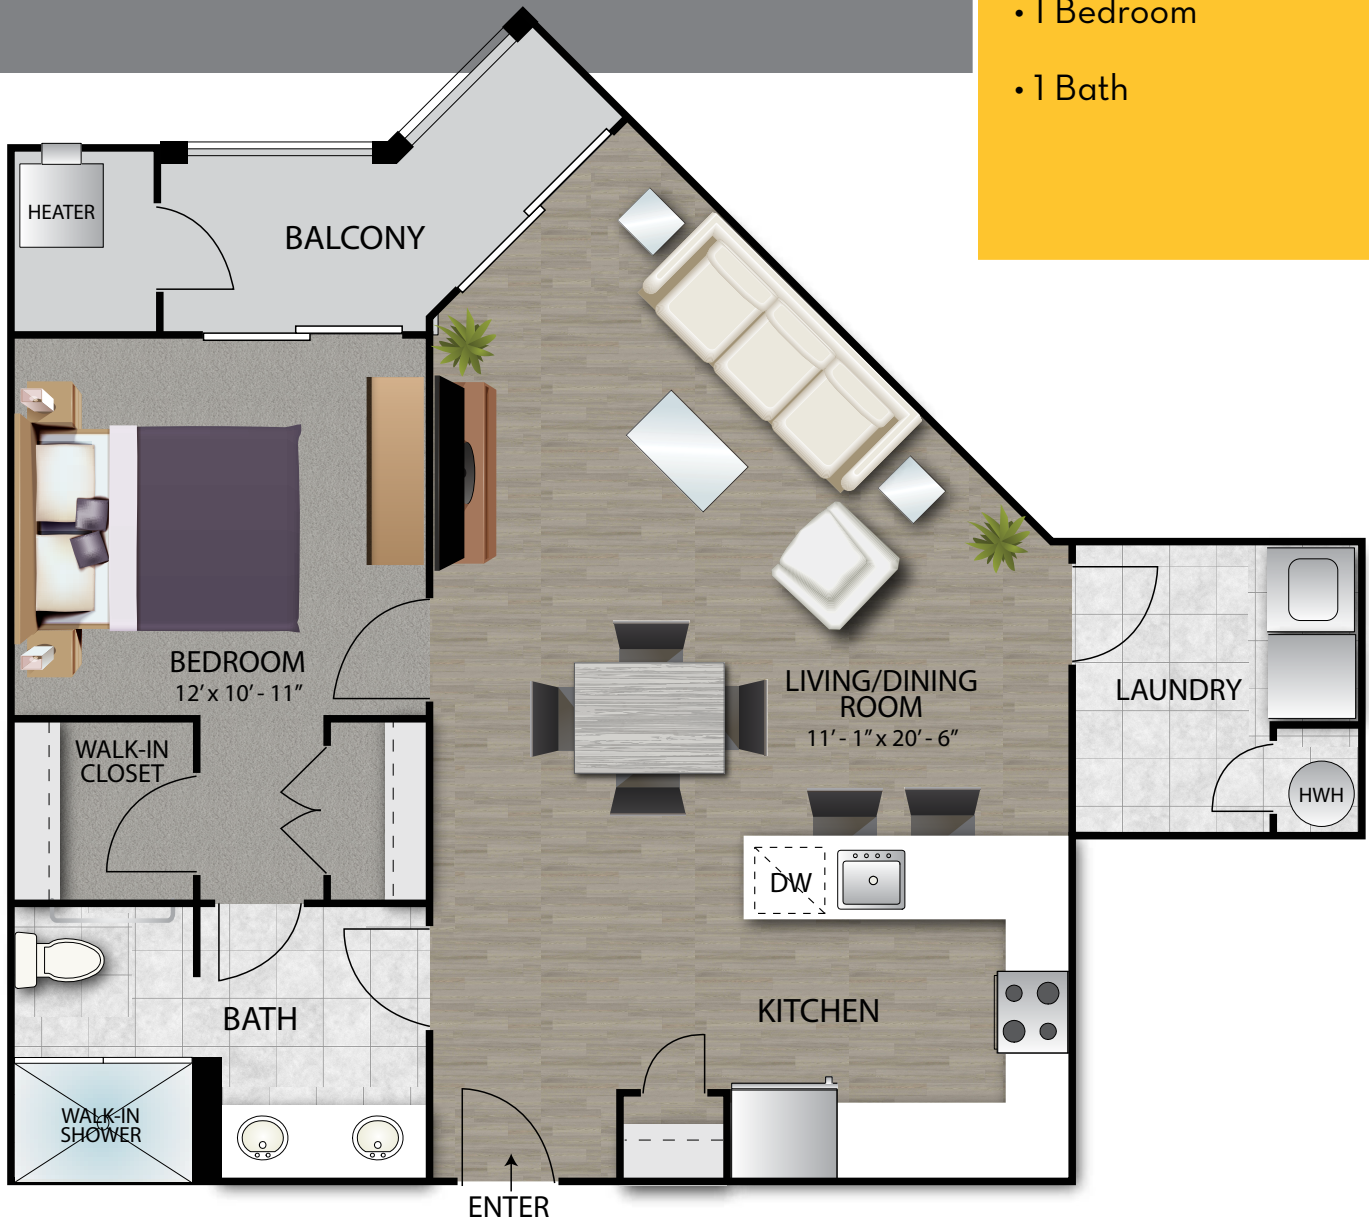 • 1 Bedroom
• 1 Bath
HEATER
BALCONY
BEDROOM
12’ x 10’ - 11”
LIVING/DINING
ROOM
11’ - 1” x 20’ - 6”
LAUNDRY
WALK-IN
CLOSET
HWH
DW
BATH
KITCHEN
WALK-IN
SHOWER
ENTER